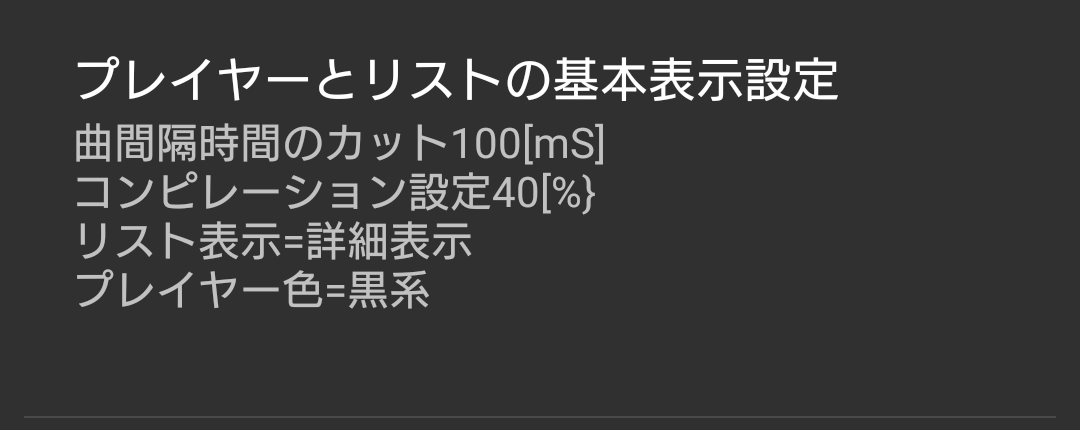 プレイヤーとリストの基本表示設定
曲間隔時間のカット100[mS]
コンピレーション設定40[%}
リスト表示=詳細表示
プレイヤー色=黒系